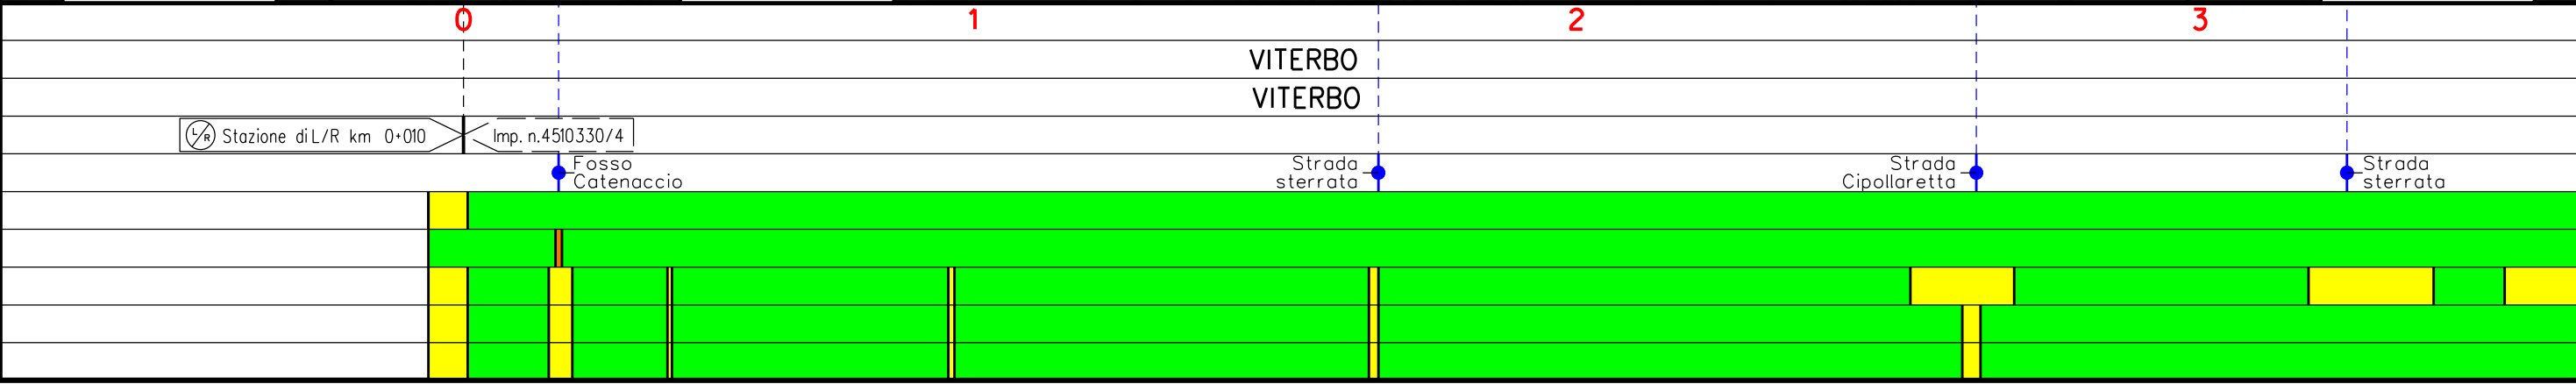 0 1 2 3
VITERBO
VITERBO
L/R Stazione di L/R km 0+010 Imp. n.4510330/4
Fosso
Catenaccio
Strada
sterrata
Strada
Cipollaretta
Strada
sterrata